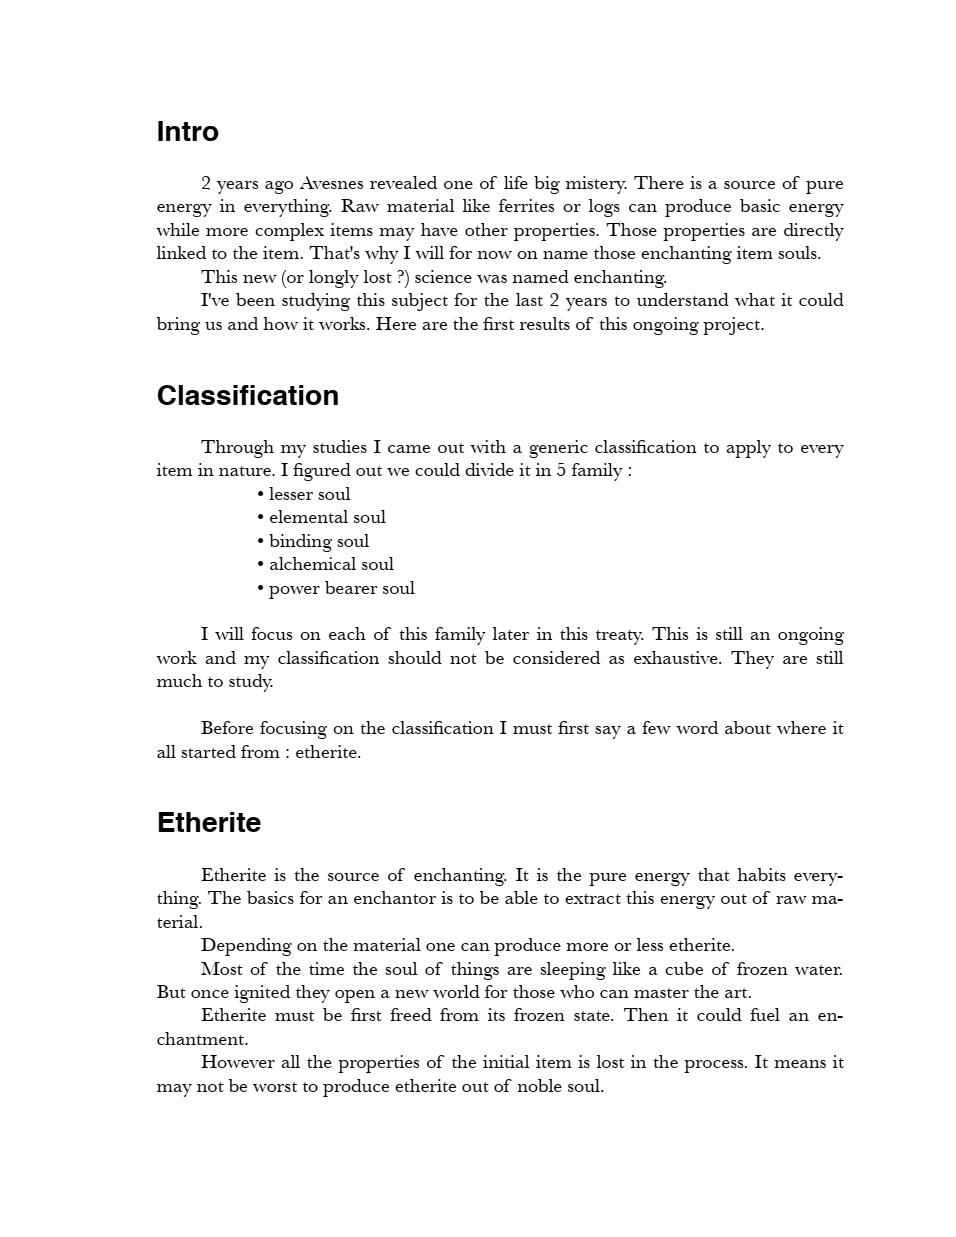 Intro
2 years ago Avesnes revealed one of life big mistery. There is a source of pure
energy in everything. Raw material like ferrites or logs can produce basic energy
while more complex items may have other properties. Those properties are directly
linked to the item. That's why I will for now on name those enchanting item souls.
This new (or longly lost ?) science was named enchanting.
I've been studying this subject for the last 2 years to understand what it could
bring us and how it works. Here are the first results of this ongoing project.
Classification
Through my studies I came out with a generic classification to apply to every
item in nature. I figured out we could divide it in 5 family :
• lesser soul
• elemental soul
• binding soul
• alchemical soul
• power bearer soul
I will focus on each of this family later in this treaty. This is still an ongoing
work and my classification should not be considered as exhaustive. They are still
much to study.
Before focusing on the classification I must first say a few word about where it
all started from : etherite.
Etherite
Etherite is the source of enchanting. It is the pure energy that habits every-
thing. The basics for an enchantor is to be able to extract this energy out of raw ma-
terial.
Depending on the material one can produce more or less etherite.
Most of the time the soul of things are sleeping like a cube of frozen water.
But once ignited they open a new world for those who can master the art.
Etherite must be first freed from its frozen state. Then it could fuel an en-
chantment.
However all the properties of the initial item is lost in the process. It means it
may not be worst to produce etherite out of noble soul.